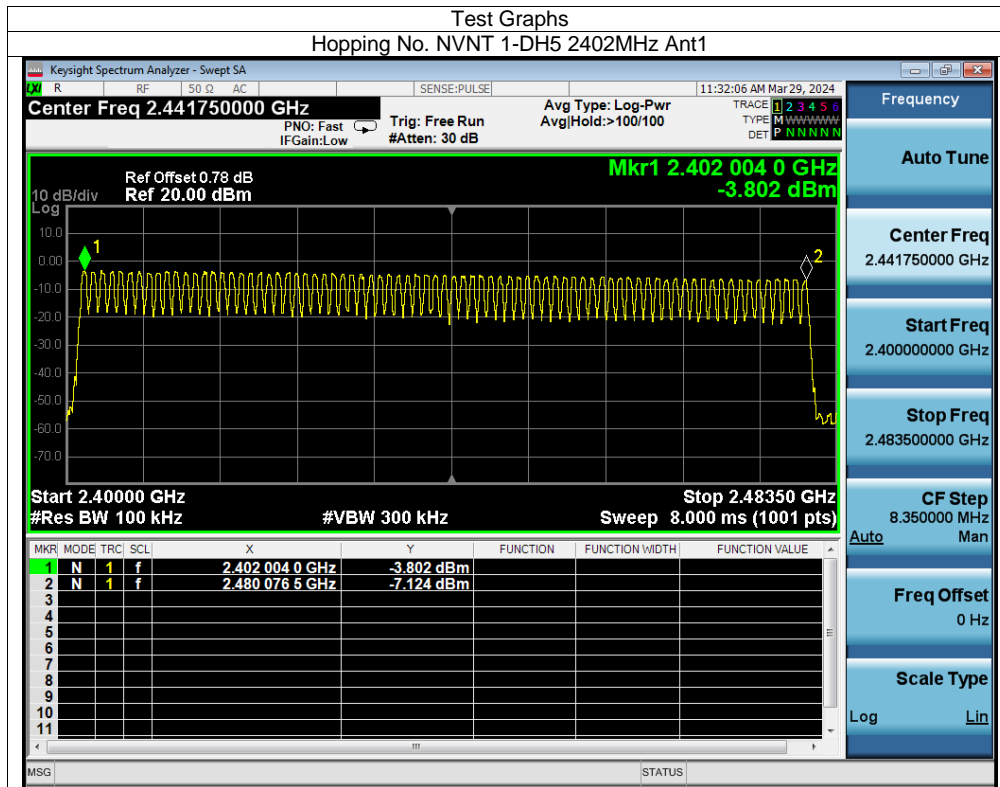 Test Graphs
Hopping No. NVNT 1-DH5 2402MHz Ant1
Keysight Spectrum Analyzer - Swept SA
LXI R RF 50 Ω AC SENSE:PULSE 11:32:06 AM Mar 29, 2024
Center Freq 2.441750000 GHz
PNO: Fast
IFGain:Low
Trig: Free Run
#Atten: 30 dB
Avg Type: Log-Pwr
Avg|Hold:>100/100
TRACE 1 2 3 4 5 6
TYPE M WWWWW
DET P N N N N N
Mkr1 2.402 004 0 GHz
-3.802 dBm
Ref Offset 0.78 dB
10 dB/div Ref 20.00 dBm
Log
10.0
0.00
-10.0
-20.0
-30.0
-40.0
-50.0
-60.0
-70.0
1
2
Start 2.40000 GHz Stop 2.48350 GHz
#Res BW 100 kHz #VBW 300 kHz Sweep 8.000 ms (1001 pts)
MKR MODE TRC SCL X Y FUNCTION FUNCTION WIDTH FUNCTION VALUE
1 N 1 f 2.402 004 0 GHz -3.802 dBm
2 N 1 f 2.480 076 5 GHz -7.124 dBm
3
4
5
6
7
8
9
10
11
MSG STATUS
Frequency
Auto Tune
Center Freq
2.441750000 GHz
Start Freq
2.400000000 GHz
Stop Freq
2.483500000 GHz
CF Step
8.350000 MHz
Auto Man
Freq Offset
0 Hz
Scale Type
Log Lin